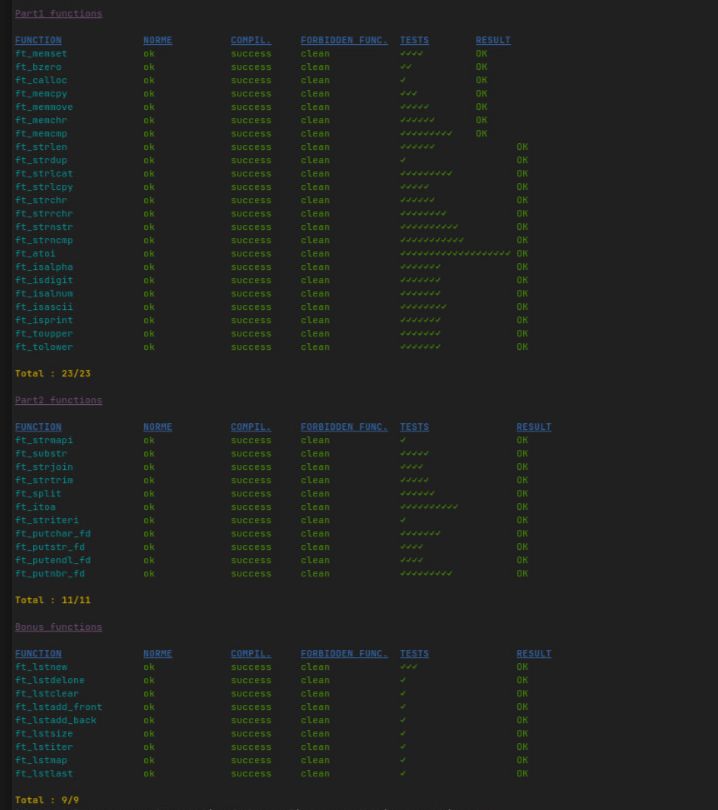 Part1 functions
FUNCTION NORME COMPIL. FORBIDDEN FUNC. TESTS RESULT
ft_memset ok success clean ✓✓✓✓ OK
ft_bzero ok success clean ✓✓ OK
ft_calloc ok success clean ✓ OK
ft_memcpy ok success clean ✓✓✓ OK
ft_memmove ok success clean ✓✓✓✓✓ OK
ft_memchr ok success clean ✓✓✓✓✓✓ OK
ft_memcmp ok success clean ✓✓✓✓✓✓✓✓✓ OK
ft_strlen ok success clean ✓✓✓✓✓✓ OK
ft_strdup ok success clean ✓ OK
ft_strlcat ok success clean ✓✓✓✓✓✓✓✓✓ OK
ft_strlcpy ok success clean ✓✓✓✓✓ OK
ft_strchr ok success clean ✓✓✓✓✓✓ OK
ft_strrchr ok success clean ✓✓✓✓✓✓✓✓ OK
ft_strnstr ok success clean ✓✓✓✓✓✓✓✓✓✓ OK
ft_strncmp ok success clean ✓✓✓✓✓✓✓✓✓✓✓ OK
ft_atoi ok success clean ✓✓✓✓✓✓✓✓✓✓✓✓✓✓✓✓✓✓✓ OK
ft_isalpha ok success clean ✓✓✓✓✓✓✓ OK
ft_isdigit ok success clean ✓✓✓✓✓✓✓ OK
ft_isalnum ok success clean ✓✓✓✓✓✓✓ OK
ft_isascii ok success clean ✓✓✓✓✓✓✓✓ OK
ft_isprint ok success clean ✓✓✓✓✓✓✓ OK
ft_toupper ok success clean ✓✓✓✓✓✓✓ OK
ft_tolower ok success clean ✓✓✓✓✓✓✓ OK
Total : 23/23
Part2 functions
FUNCTION NORME COMPIL. FORBIDDEN FUNC. TESTS RESULT
ft_strmapi ok success clean ✓ OK
ft_substr ok success clean ✓✓✓✓✓ OK
ft_strjoin ok success clean ✓✓✓✓ OK
ft_strtrim ok success clean ✓✓✓✓✓ OK
ft_split ok success clean ✓✓✓✓✓✓ OK
ft_itoa ok success clean ✓✓✓✓✓✓✓✓✓✓ OK
ft_striteri ok success clean ✓ OK
ft_putchar_fd ok success clean ✓✓✓✓✓✓✓ OK
ft_putstr_fd ok success clean ✓✓✓✓ OK
ft_putendl_fd ok success clean ✓✓✓✓ OK
ft_putnbr_fd ok success clean ✓✓✓✓✓✓✓✓✓ OK
Total : 11/11
Bonus functions
FUNCTION NORME COMPIL. FORBIDDEN FUNC. TESTS RESULT
ft_lstnew ok success clean ✓✓✓ OK
ft_lstdelone ok success clean ✓ OK
ft_lstclear ok success clean ✓ OK
ft_lstadd_front ok success clean ✓ OK
ft_lstadd_back ok success clean ✓ OK
ft_lstsize ok success clean ✓ OK
ft_lstiter ok success clean ✓ OK
ft_lstmap ok success clean ✓ OK
ft_lstlast ok success clean ✓ OK
Total : 9/9